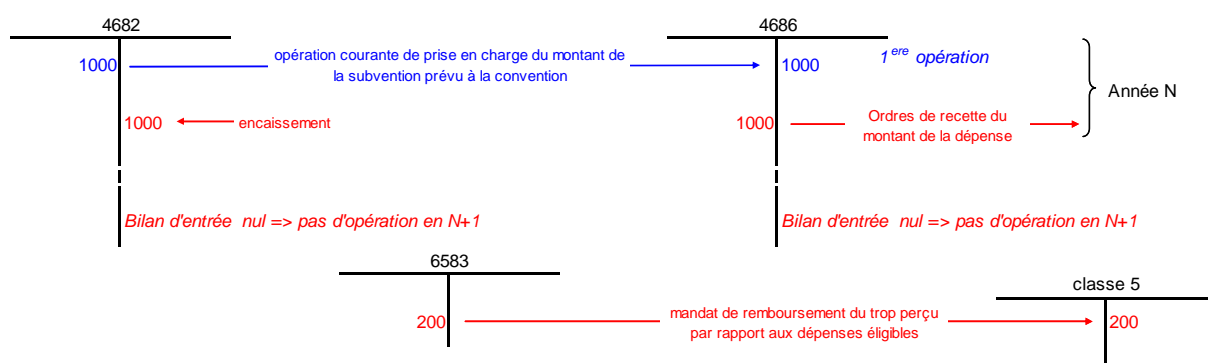 4682
4686
1000
opération courante de prise en charge du montant de
la subvention prévu à la convention
1000
1ere opération
Année N
1000
encaissement
1000
Ordres de recette du
montant de la dépense
Bilan d'entrée nul => pas d'opération en N+1
Bilan d'entrée nul => pas d'opération en N+1
6583
classe 5
200
mandat de remboursement du trop perçu
par rapport aux dépenses éligibles
200